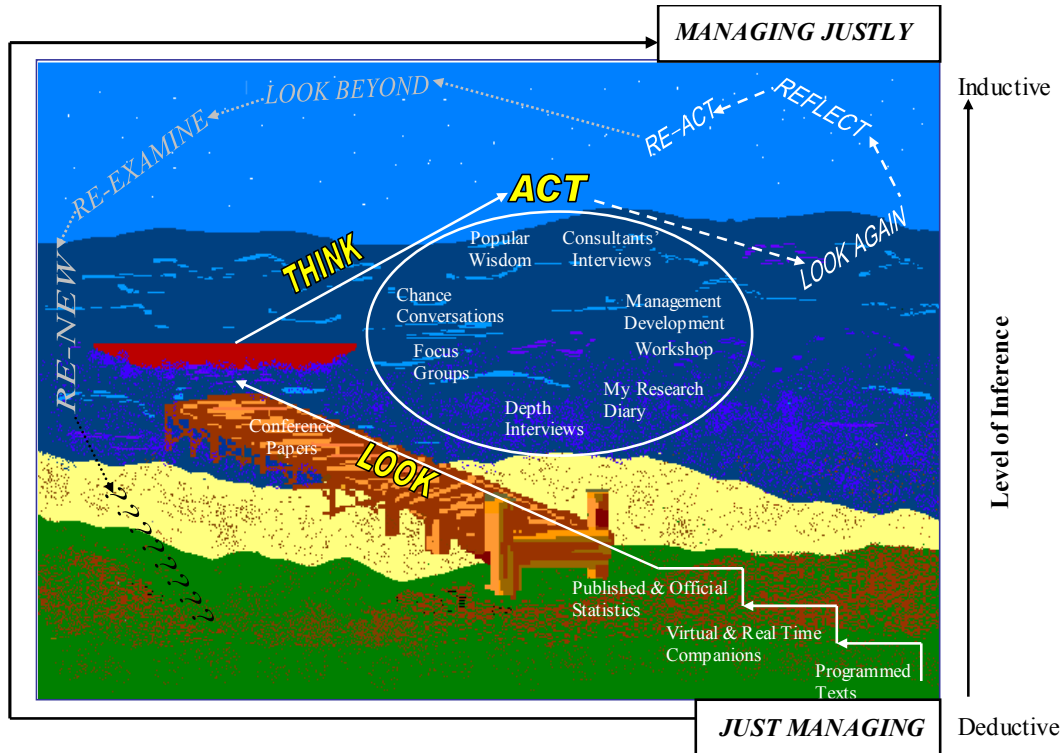 MANAGING JUSTLY
Inductive
LOOK BEYOND
REFLECT
RE-ACT
RE-EXAMINE
ACT
LOOK AGAIN
THINK
Popular
Wisdom
Consultants’
Interviews
Chance
Conversations
Management
Development
Workshop
Focus
Groups
My Research
Diary
Depth
Interviews
RE-NEW
Conference
Papers
LOOK
Level of Inference
???????
Published & Official
Statistics
Virtual & Real Time
Companions
Programmed
Texts
JUST MANAGING
Deductive